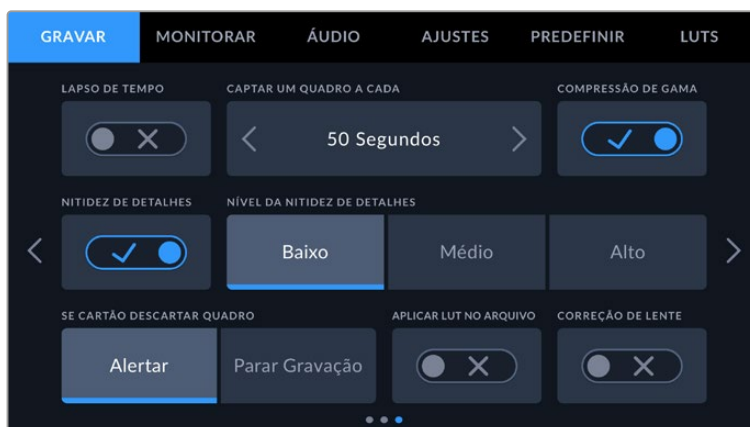 GRAVAR MONITORAR ÁUDIO AJUSTES PREDEFINIR LUTS
LAPSO DE TEMPO CAPTAR UM QUADRO A CADA COMPRESSÃO DE GAMA
50 Segundos
NITIDEZ DE DETALHES NÍVEL DA NITIDEZ DE DETALHES
Baixo Médio Alto
SE CARTÃO DESCARTAR QUADRO APLICAR LUT NO ARQUIVO CORREÇÃO DE LENTE
Alertar Parar Gravação